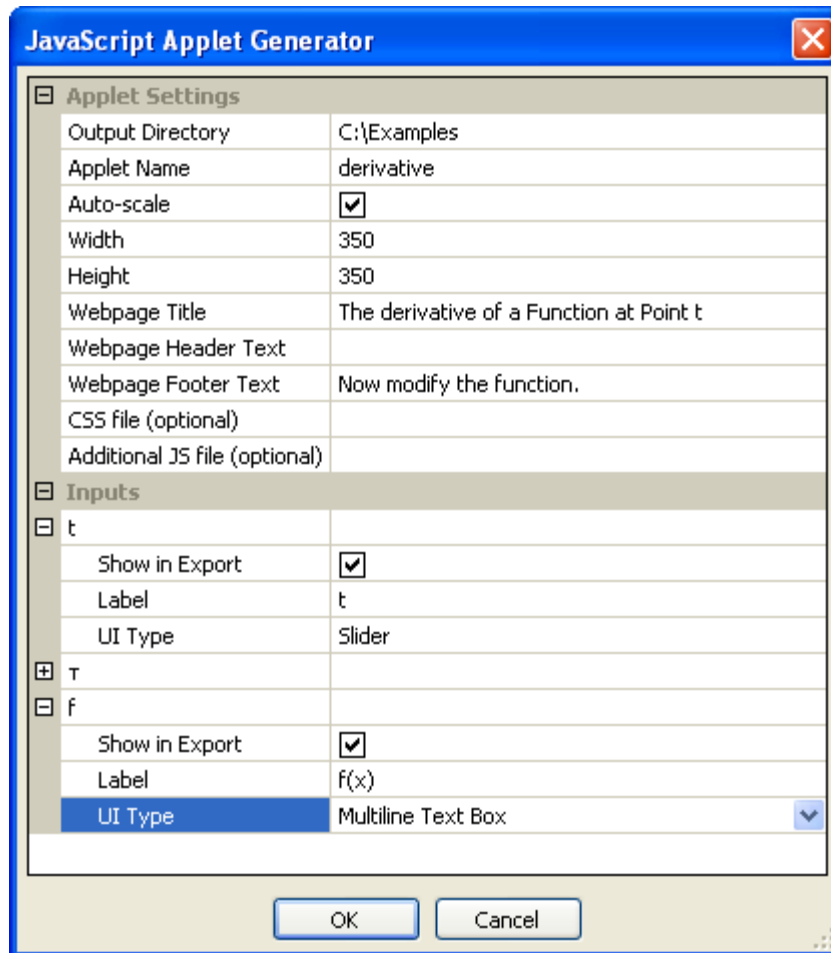 JavaScript Applet Generator
Applet Settings
Output Directory C:\Examples
Applet Name derivative
Auto-scale
Width 350
Height 350
Webpage Title The derivative of a Function at Point t
Webpage Header Text
Webpage Footer Text Now modify the function.
CSS file (optional)
Additional JS file (optional)
Inputs
t
Show in Export
Label t
UI Type Slider
τ
f
Show in Export
Label f(x)
UI Type Multiline Text Box
OK Cancel